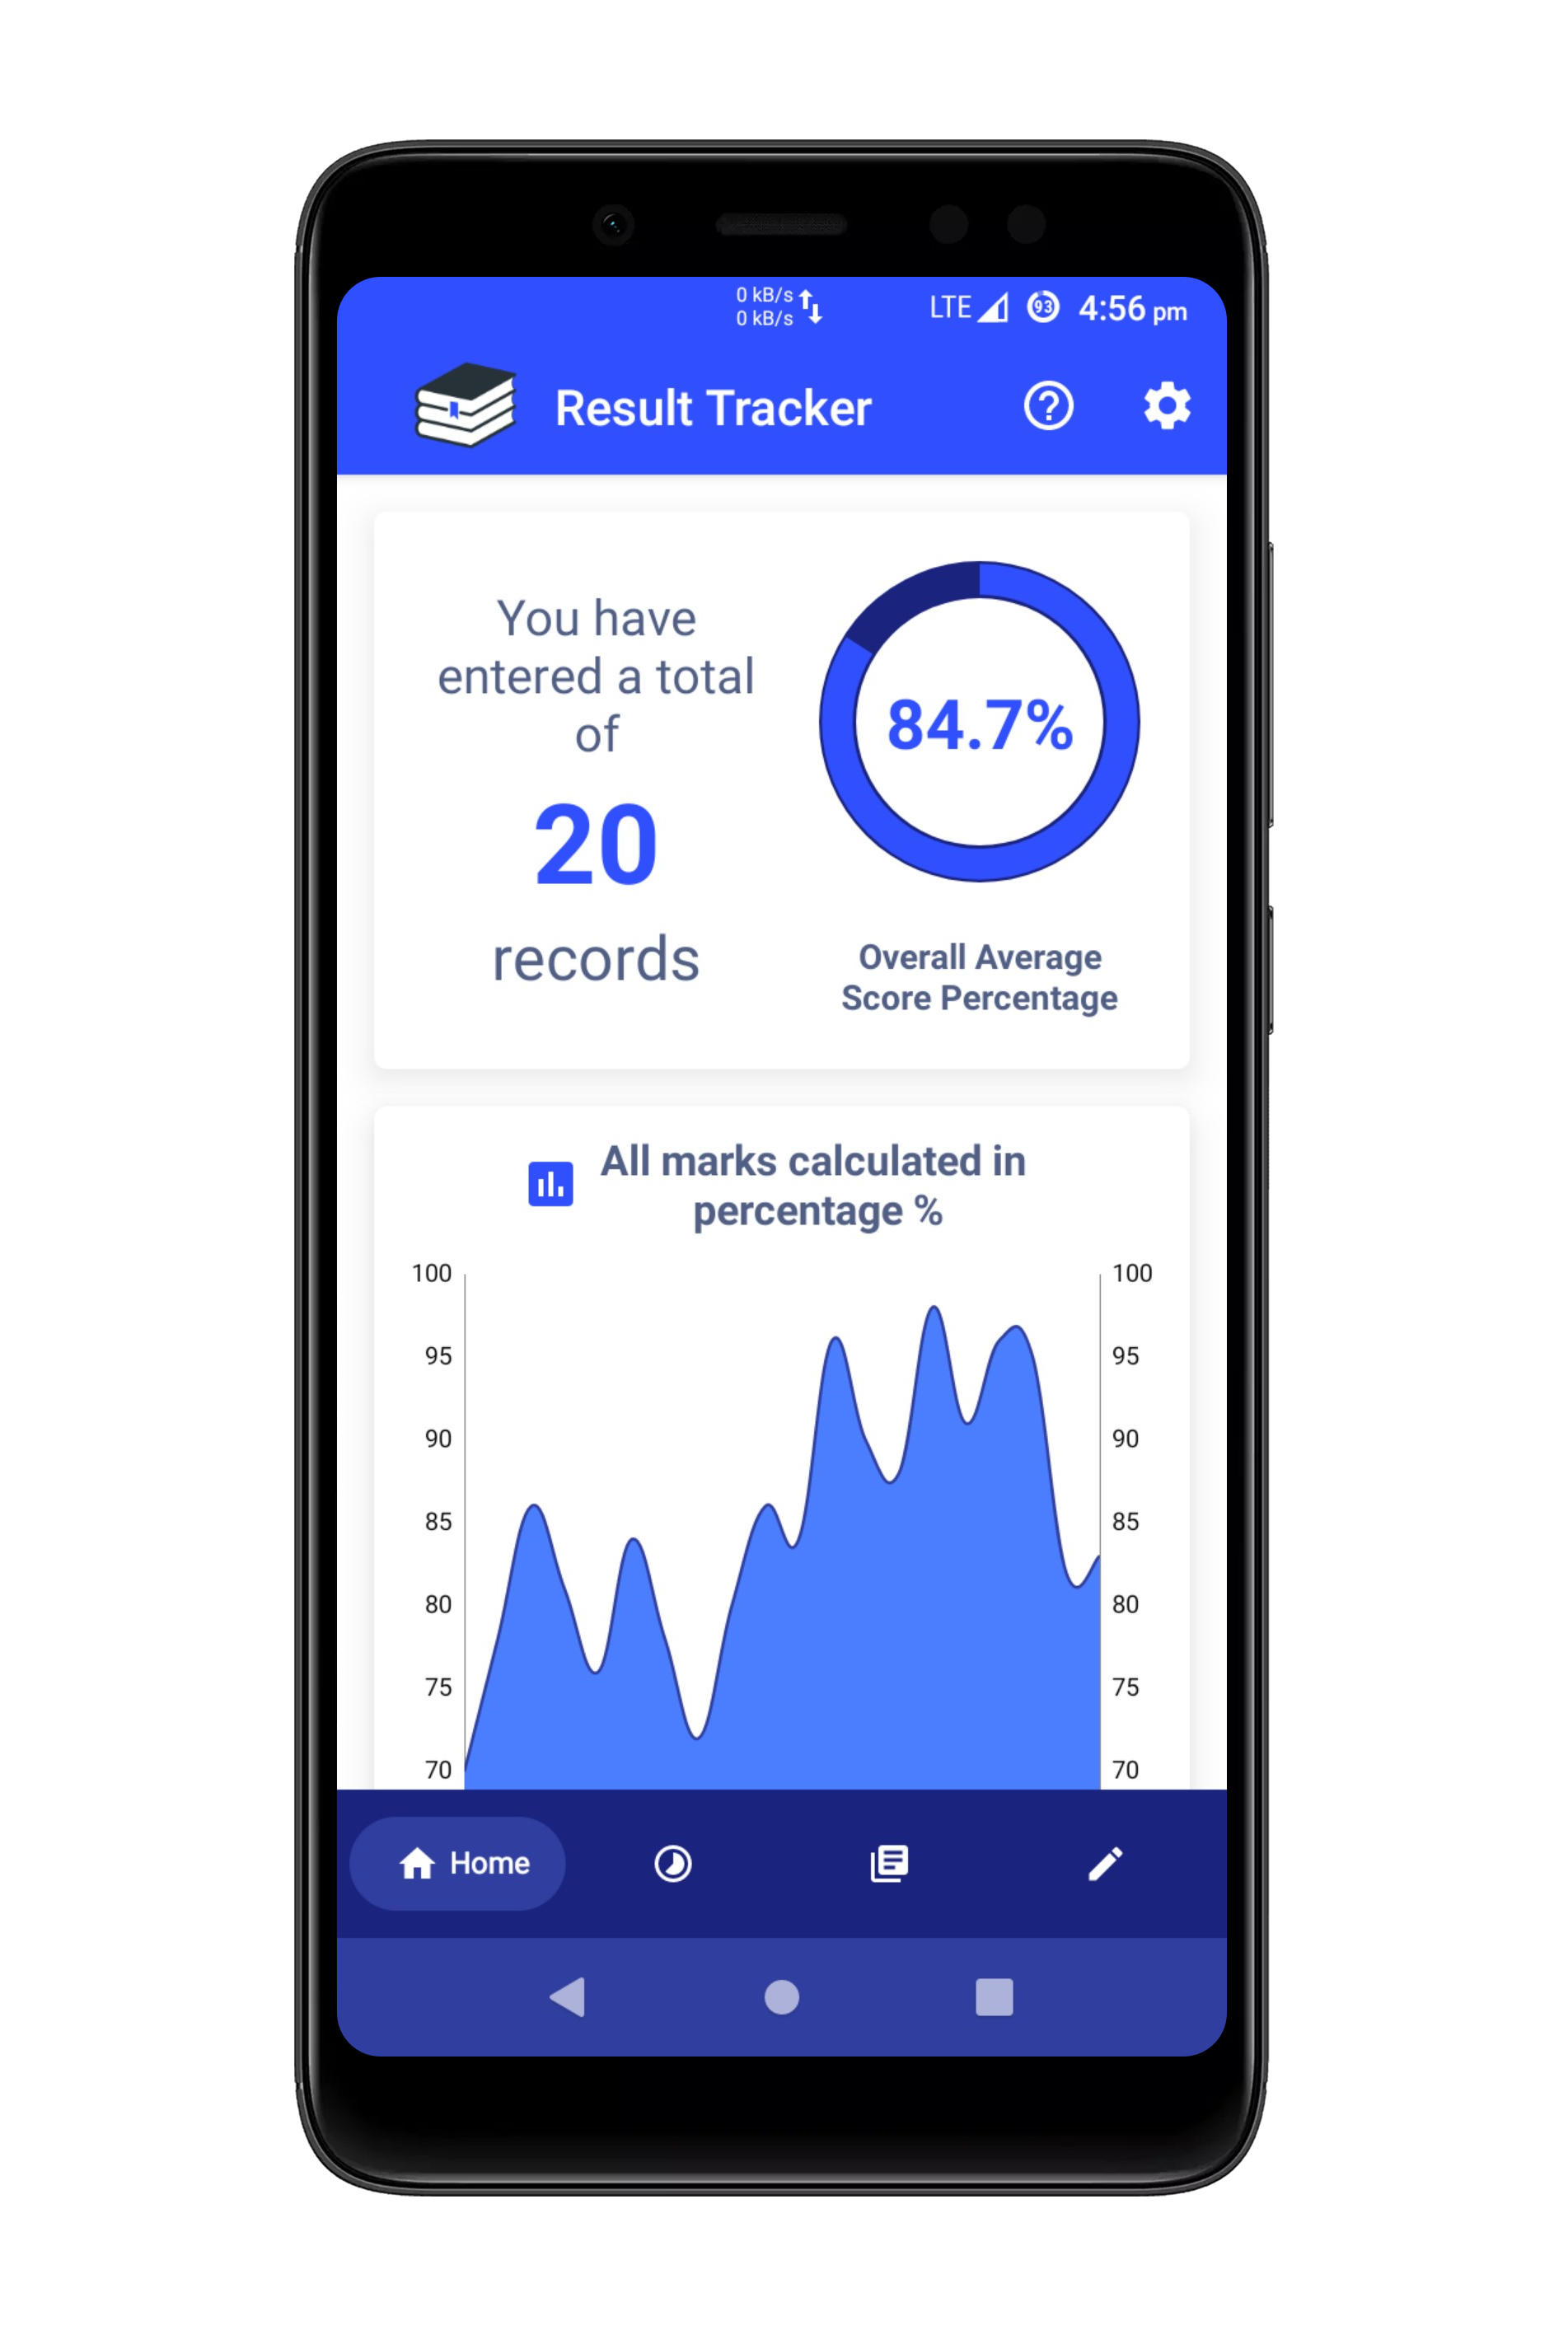 0 kB/s
0 kB/s
LTE 93 4:56 pm
Result Tracker
You have
entered a total
of
20
records
84.7%
Overall Average
Score Percentage
All marks calculated in
percentage %
100 100
95 95
90 90
85 85
80 80
75 75
70 70
Home